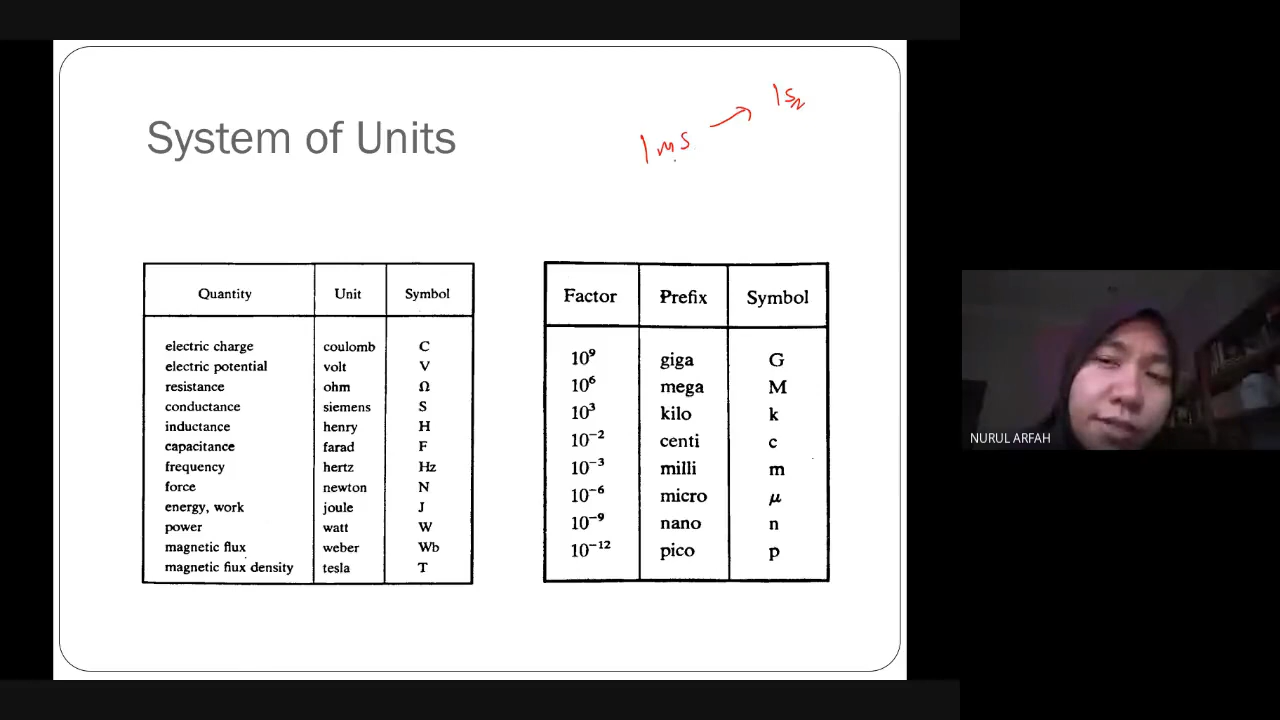 1s
1ms
System of Units
Quantity Unit Symbol
electric charge coulomb C
electric potential volt V
resistance ohm Ω
conductance siemens S
inductance henry H
capacitance farad F
frequency hertz Hz
force newton N
energy, work joule J
power watt W
magnetic flux weber Wb
magnetic flux density tesla T
Factor Prefix Symbol
10⁹ giga G
10⁶ mega M
10³ kilo k
10⁻² centi c
10⁻³ milli m
10⁻⁶ micro μ
10⁻⁹ nano n
10⁻¹² pico p
NURUL ARFAH